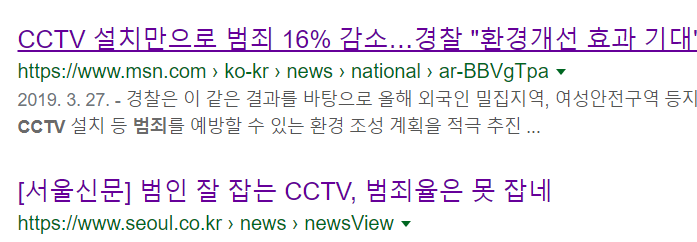 CCTV 설치만으로 범죄 16% 감소...경찰 "환경개선 효과 기대"
https://www.msn.com › ko-kr › news › national › ar-BBVgTpa ▼
2019. 3. 27. - 경찰은 이 같은 결과를 바탕으로 올해 외국인 밀집지역, 여성안전구역 등지
CCTV 설치 등 범죄를 예방할 수 있는 환경 조성 계획을 적극 추진 ...
[서울신문] 범인 잘 잡는 CCTV, 범죄율은 못 잡네
https://www.seoul.co.kr › news › newsView ▼